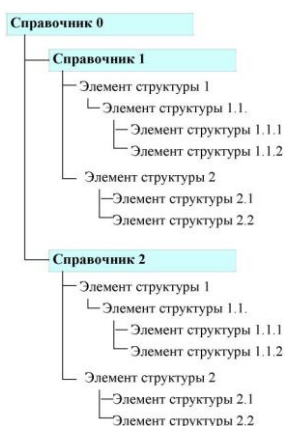 Справочник 0
Справочник 1
Элемент структуры 1
Элемент структуры 1.1.
Элемент структуры 1.1.1
Элемент структуры 1.1.2
Элемент структуры 2
Элемент структуры 2.1
Элемент структуры 2.2
Справочник 2
Элемент структуры 1
Элемент структуры 1.1.
Элемент структуры 1.1.1
Элемент структуры 1.1.2
Элемент структуры 2
Элемент структуры 2.1
Элемент структуры 2.2